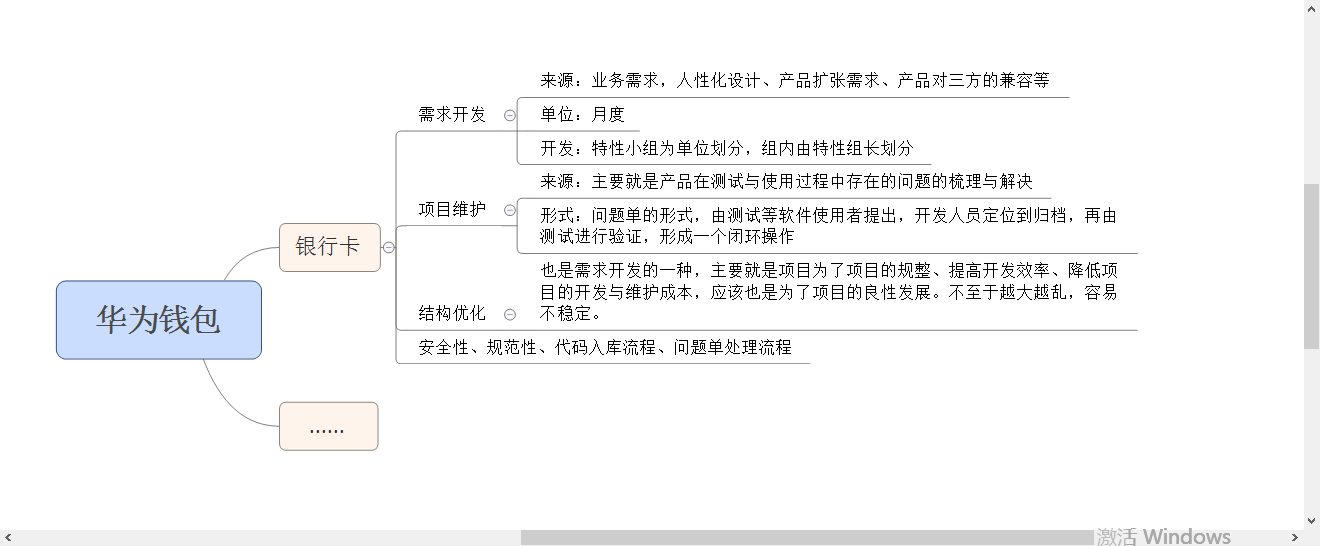 来源：业务需求，人性化设计、产品扩张需求、产品对三方的兼容等
需求开发
单位：月度
开发：特性小组为单位划分，组内由特性组长划分
来源：主要就是产品在测试与使用过程中存在的问题的梳理与解决
项目维护
形式：问题单的形式，由测试等软件使用者提出，开发人员定位到归档，再由
测试进行验证，形成一个闭环操作
银行卡
也是需求开发的一种，主要就是项目为了项目的规整、提高开发效率、降低项
目的开发与维护成本，应该也是为了项目的良性发展。不至于越大越乱，容易
不稳定。
结构优化
华为钱包
安全性、规范性、代码入库流程、问题单处理流程
......
激活 Windows